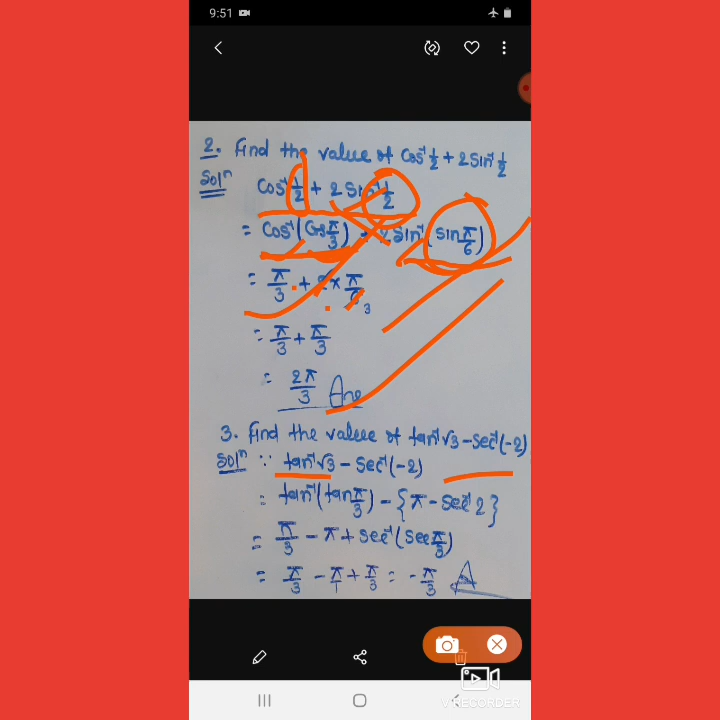 9:51
2. Find the value of Cos⁻¹ 1/2 + 2 Sin⁻¹ 1/2
Solⁿ Cos⁻¹ 1/2 + 2 Sin⁻¹ 1/2
= Cos⁻¹(Cos π/3) + 2 Sin⁻¹(Sin π/6)
= π/3 + 2 × π/6 3
= π/3 + π/3
= 2π/3 Ans
3. Find the value of tan⁻¹√3 - Sec⁻¹(-2)
Solⁿ ∵ tan⁻¹√3 - Sec⁻¹(-2)
= tan⁻¹(tan π/3) - {π - Sec⁻¹ 2}
= π/3 - π + Sec⁻¹(Sec π/3)
= π/3 - π/1 + π/3 = - π/3 A
VRECORDER